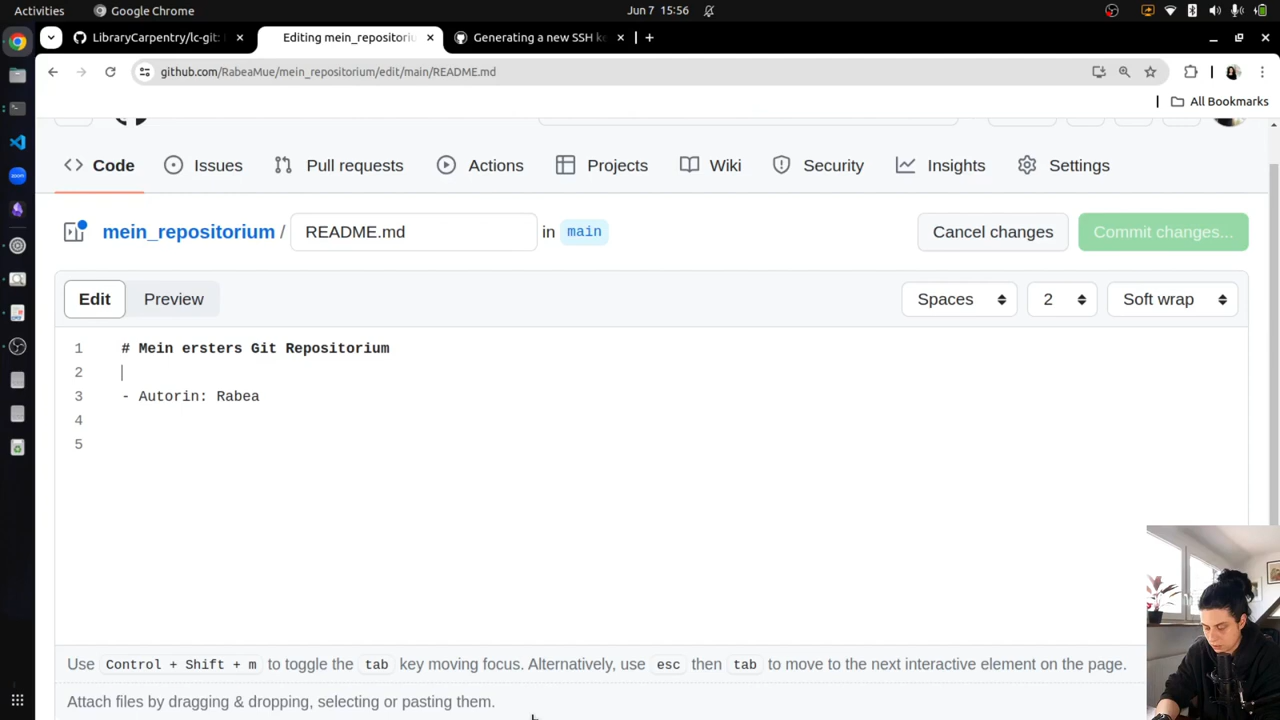 Activities
Google Chrome
Jun 7 15:56
LibraryCarpentry/lc-git:
Editing mein_repositoriu
Generating a new SSH ke
github.com/RabeaMue/mein_repositorium/edit/main/README.md
All Bookmarks
Code Issues Pull requests Actions Projects Wiki Security Insights Settings
mein_repositorium / README.md in main
Cancel changes
Commit changes...
Edit Preview
Spaces 2 Soft wrap
1 # Mein ersters Git Repositorium
2
3 - Autorin: Rabea
4
5
Use Control + Shift + m to toggle the tab key moving focus. Alternatively, use esc then tab to move to the next interactive element on the page.
Attach files by dragging & dropping, selecting or pasting them.